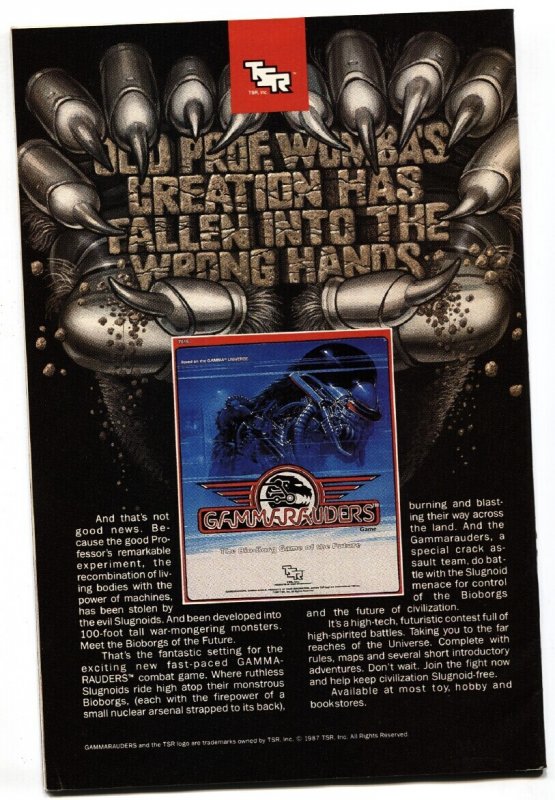 TSR
TSR, Inc.
OLD PROF. WOMBA'S
CREATION HAS
FALLEN INTO THE
WRONG HANDS
Based on the GAMMA UNIVERSE
GAMMARAUDERS™
Game
The Bio-Borg Game of the Future
TSR
And that's not
good news. Be-
cause the good Pro-
fessor's remarkable
experiment, the
recombination of liv-
ing bodies with the
power of machines,
has been stolen by
the evil Slugnoids. And been developed into
100-foot tall war-mongering monsters.
Meet the Bioborgs of the Future.
That's the fantastic setting for the
exciting new fast-paced GAMMA-
RAUDERS™ combat game. Where ruthless
Slugnoids ride high atop their monstrous
Bioborgs, (each with the firepower of a
small nuclear arsenal strapped to its back),
burning and blast-
ing their way across
the land. And the
Gammarauders, a
special crack as-
sault team, do bat-
tle with the Slugnoid
menace for control
of the Bioborgs
and the future of civilization.
It's a high-tech, futuristic contest full of
high-spirited battles. Taking you to the far
reaches of the Universe. Complete with
rules, maps and several short introductory
adventures. Don't wait. Join the fight now
and help keep civilization Slugnoid-free.
Available at most toy, hobby and
bookstores.
GAMMARAUDERS and the TSR logo are trademarks owned by TSR, Inc. © 1987 TSR, Inc. All Rights Reserved.